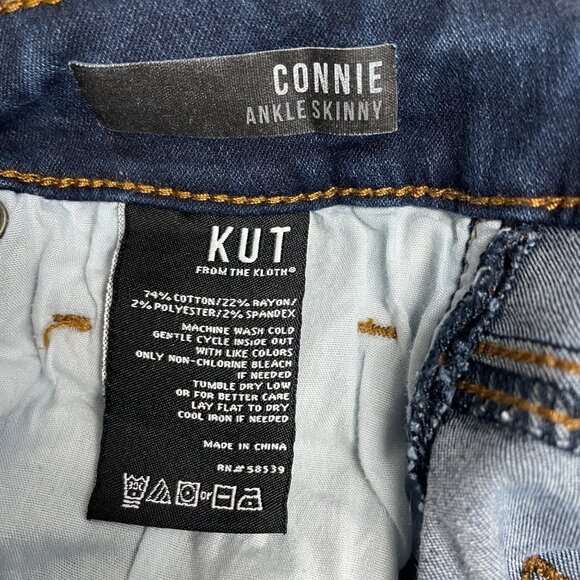 CONNIE
ANKLE SKINNY
KUT
FROM THE KLOTH®
74% COTTON/22% RAYON/
2% POLYESTER/2% SPANDEX
MACHINE WASH COLD
GENTLE CYCLE INSIDE OUT
WITH LIKE COLORS
ONLY NON-CHLORINE BLEACH
IF NEEDED
TUMBLE DRY LOW
OR FOR BETTER CARE
LAY FLAT TO DRY
COOL IRON IF NEEDED
MADE IN CHINA
RN# 58539
or